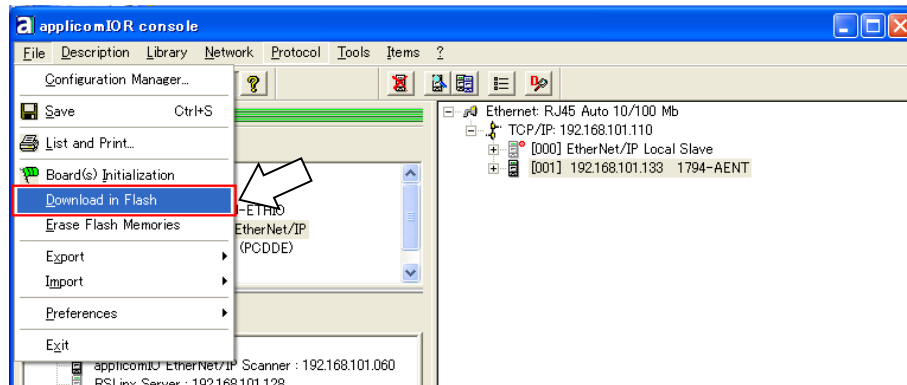 applicomIOR console
File Description Library Network Protocol Tools Items ?
Configuration Manager...
Save Ctrl+S
List and Print...
Board(s) Initialization
Download in Flash
Erase Flash Memories
Export
Import
Preferences
Exit
-ETHIO
EtherNet/IP
(PCDDE)
applicomIO EtherNet/IP Scanner : 192.168.101.060
RSLinx Server : 192.168.101.128
Ethernet: RJ45 Auto 10/100 Mb
TCP/IP: 192.168.101.110
[000] EtherNet/IP Local Slave
[001] 192.168.101.133 1794-AENT